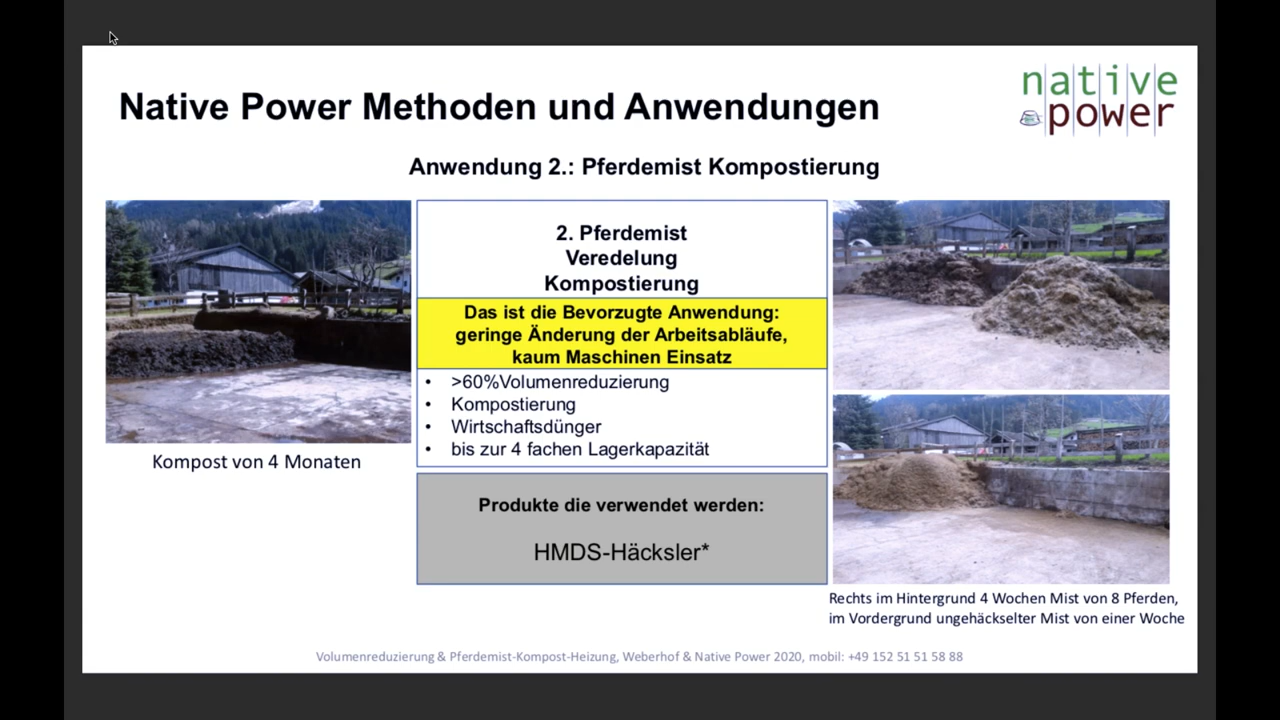 Native Power Methoden und Anwendungen
native
power
Anwendung 2.: Pferdemist Kompostierung
2. Pferdemist
Veredelung
Kompostierung
Das ist die Bevorzugte Anwendung:
geringe Änderung der Arbeitsabläufe,
kaum Maschinen Einsatz
• >60%Volumenreduzierung
• Kompostierung
• Wirtschaftsdünger
• bis zur 4 fachen Lagerkapazität
Kompost von 4 Monaten
Produkte die verwendet werden:
HMDS-Häcksler*
Rechts im Hintergrund 4 Wochen Mist von 8 Pferden,
im Vordergrund ungehäckselter Mist von einer Woche
Volumenreduzierung & Pferdemist-Kompost-Heizung, Weberhof & Native Power 2020, mobil: +49 152 51 51 58 88